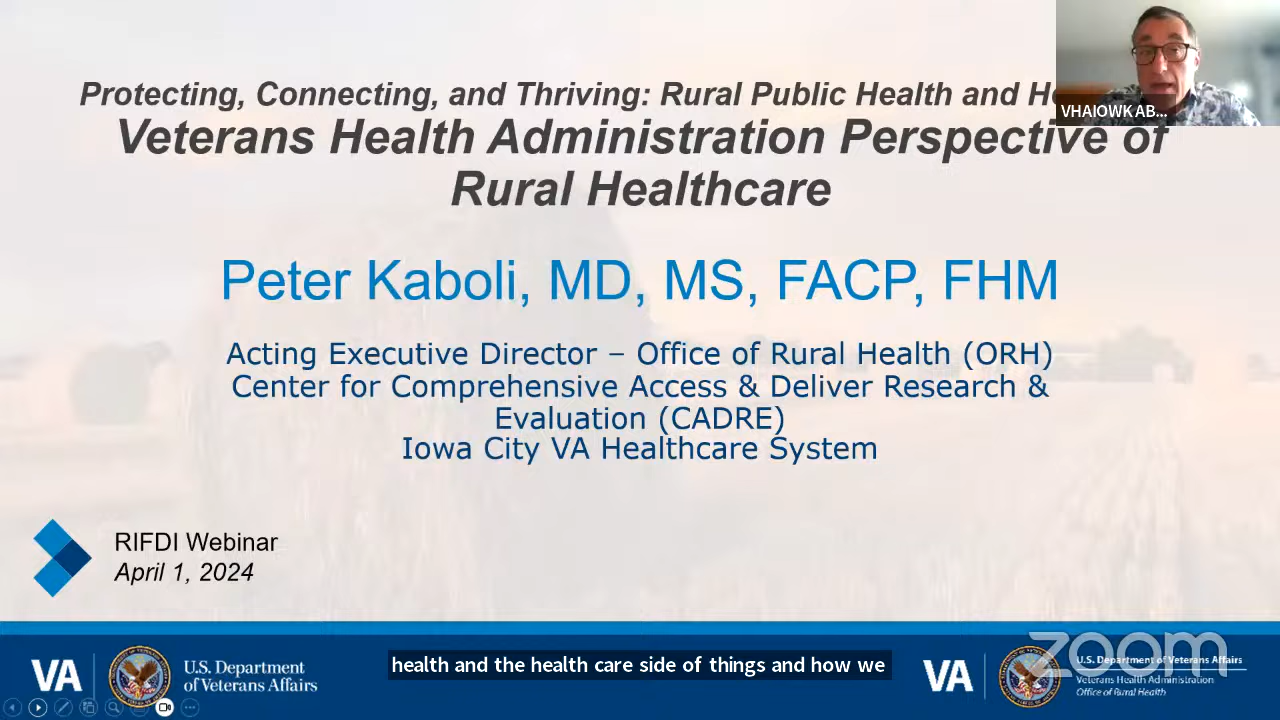 Protecting, Connecting, and Thriving: Rural Public Health and
Veterans Health Administration Perspective of
Rural Healthcare
VHAIOWK AB...
Peter Kaboli, MD, MS, FACP, FHM
Acting Executive Director – Office of Rural Health (ORH)
Center for Comprehensive Access & Deliver Research &
Evaluation (CADRE)
Iowa City VA Healthcare System
RIFDI Webinar
April 1, 2024
VA
U.S. Department
of Veterans Affairs
health and the health care side of things and how we
VA
zoom
U.S. Department of Veterans Affairs
Veterans Health Administration
Office of Rural Health